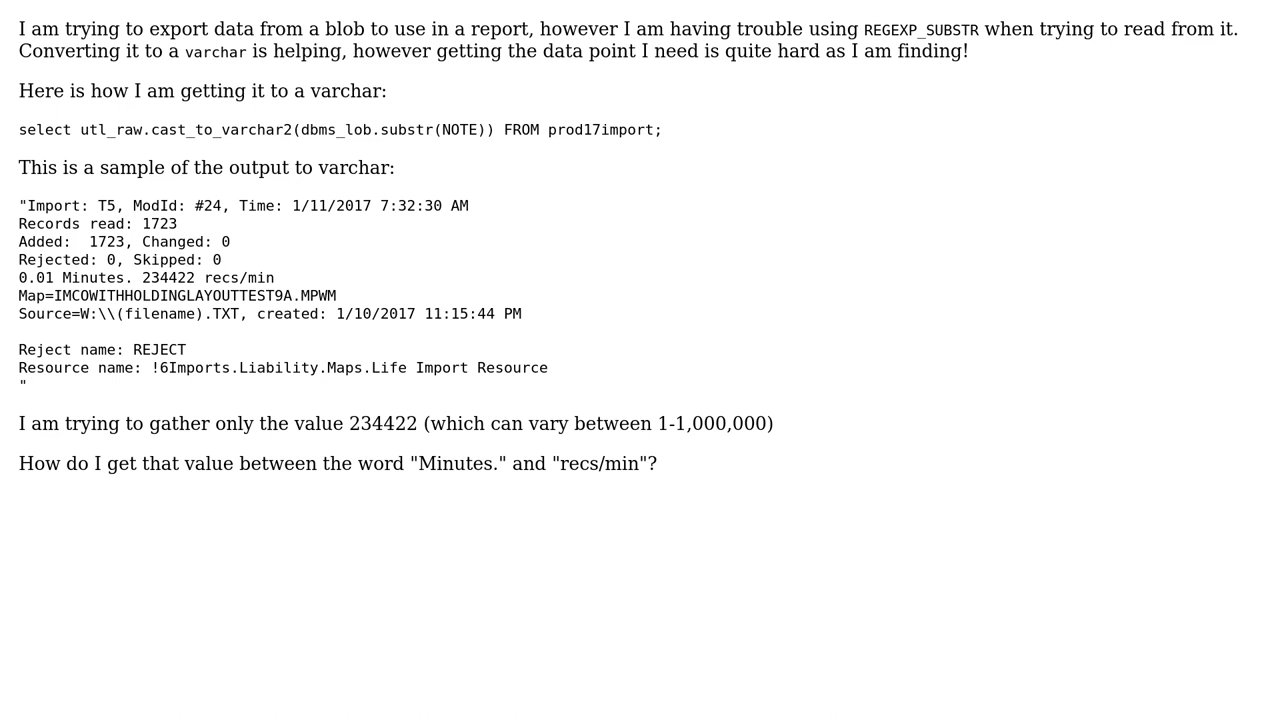 I am trying to export data from a blob to use in a report, however I am having trouble using REGEXP_SUBSTR when trying to read from it.
Converting it to a varchar is helping, however getting the data point I need is quite hard as I am finding!
Here is how I am getting it to a varchar:
select utl_raw.cast_to_varchar2(dbms_lob.substr(NOTE)) FROM prod17import;
This is a sample of the output to varchar:
"Import: T5, ModId: #24, Time: 1/11/2017 7:32:30 AM
Records read: 1723
Added:  1723, Changed: 0
Rejected: 0, Skipped: 0
0.01 Minutes. 234422 recs/min
Map=IMCOWITHHOLDINGLAYOUTTEST9A.MPWM
Source=W:\\(filename).TXT, created: 1/10/2017 11:15:44 PM
Reject name: REJECT
Resource name: !6Imports.Liability.Maps.Life Import Resource
"
I am trying to gather only the value 234422 (which can vary between 1-1,000,000)
How do I get that value between the word "Minutes." and "recs/min"?